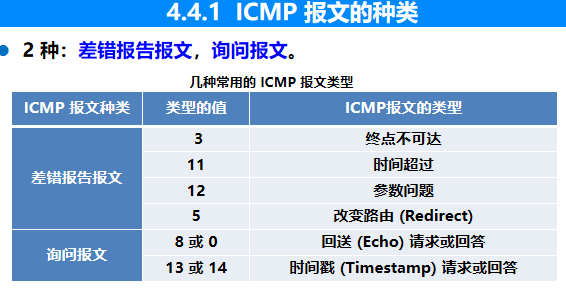 4.4.1 ICMP 报文的种类
2 种：差错报告报文，询问报文。
几种常用的 ICMP 报文类型
ICMP 报文种类 类型的值 ICMP报文的类型
差错报告报文
3 终点不可达
11 时间超过
12 参数问题
5 改变路由 (Redirect)
询问报文
8 或 0 回送 (Echo) 请求或回答
13 或 14 时间戳 (Timestamp) 请求或回答